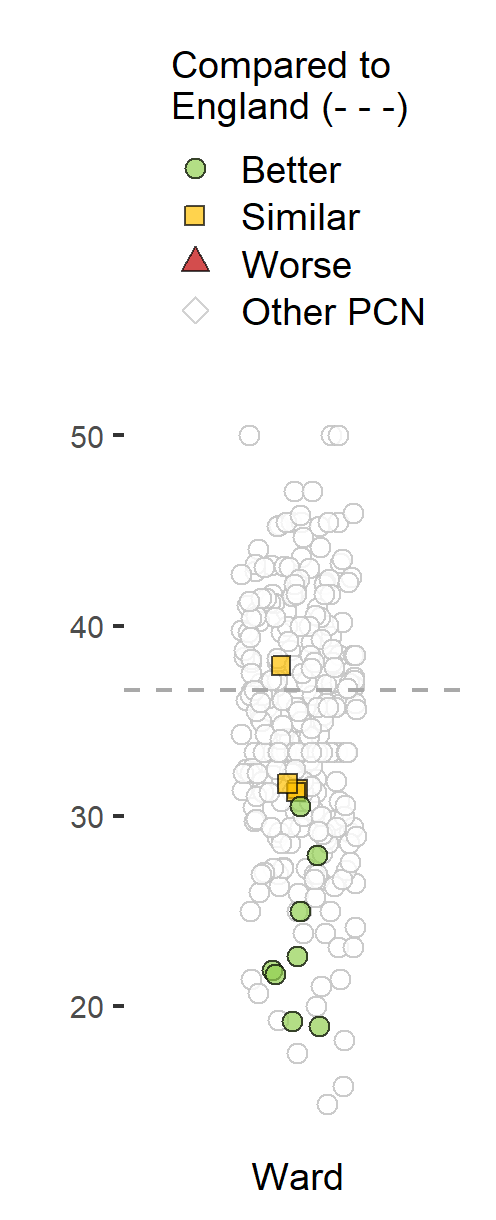 Compared to
England (- - -)
Better
Similar
Worse
Other PCN
50
40
30
20
Ward